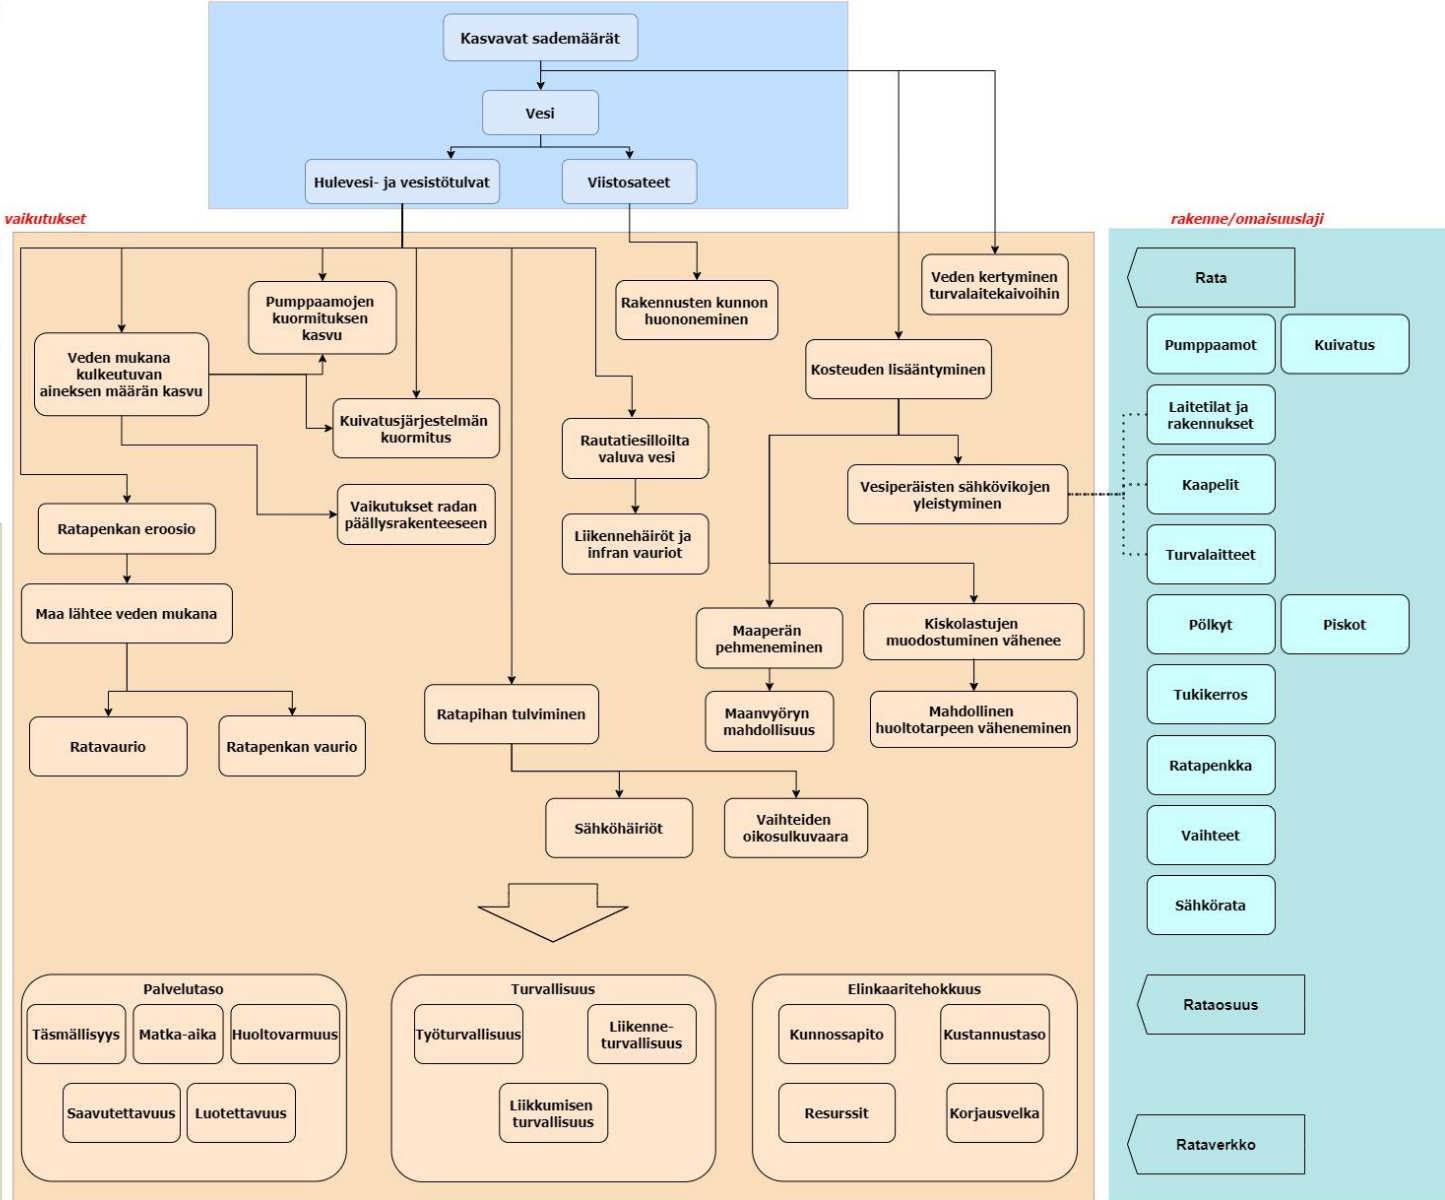 Kasvavat sademäärät
Vesi
Hulevesi- ja vesistötulvat
Viistosateet
vaikutukset
rakenne/omaisuuslaji
Pumppaamojen
kuormituksen
kasvu
Rakennusten kunnon
huononeminen
Veden kertyminen
turvalaitekaivoihin
Veden mukana
kulkeutuvan
aineksen määrän kasvu
Kosteuden lisääntyminen
Kuivatusjärjestelmän
kuormitus
Rautatiesilloilta
valuva vesi
Vesiperäisten sähkövikojen
yleistyminen
Vaikutukset radan
päällysrakenteeseen
Ratapenkan eroosio
Liikennehäiröt ja
infran vauriot
Maa lähtee veden mukana
Maaperän
pehmeneminen
Kiskolastujen
muodostuminen vähenee
Ratapihan tulviminen
Maanvyöryn
mahdollisuus
Mahdollinen
huoltotarpeen väheneminen
Ratavaurio
Ratapenkan vaurio
Sähköhäiriöt
Vaihteiden
oikosulkuvaara
Palvelutaso
Täsmällisyys
Matka-aika
Huoltovarmuus
Saavutettavuus
Luotettavuus
Turvallisuus
Työturvallisuus
Liikenne-
turvallisuus
Liikkumisen
turvallisuus
Elinkaaritehokkuus
Kunnossapito
Kustannustaso
Resurssit
Korjausvelka
Rata
Pumppaamot
Kuivatus
Laitetilat ja
rakennukset
Kaapelit
Turvalaitteet
Pölkyt
Piskot
Tukikerros
Ratapenkka
Vaihteet
Sähkörata
Rataosuus
Rataverkko